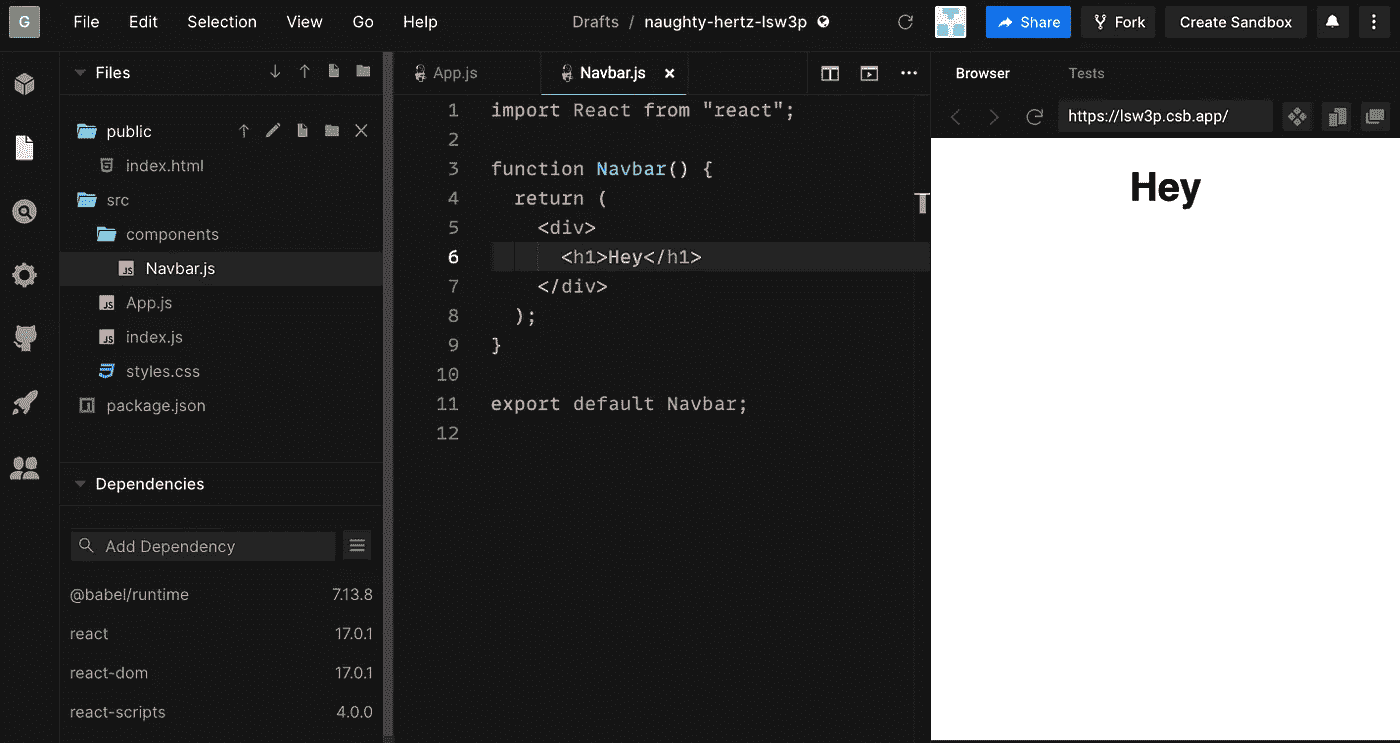 G File Edit Selection View Go Help Drafts / naughty-hertz-lsw3p Share Fork Create Sandbox
Files
public
index.html
src
components
Navbar.js
App.js
index.js
styles.css
package.json
Dependencies
Add Dependency
@babel/runtime 7.13.8
react 17.0.1
react-dom 17.0.1
react-scripts 4.0.0
App.js Navbar.js
1 import React from "react";
2
3 function Navbar() {
4 return (
5 <div>
6 <h1>Hey</h1>
7 </div>
8 );
9 }
10
11 export default Navbar;
12
Browser Tests
https://lsw3p.csb.app/
Hey